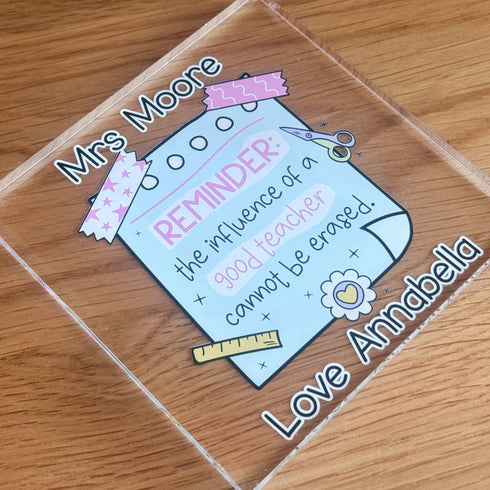 Mrs Moore
REMINDER:
the influence of a
good teacher
cannot be erased.
Love Annabella